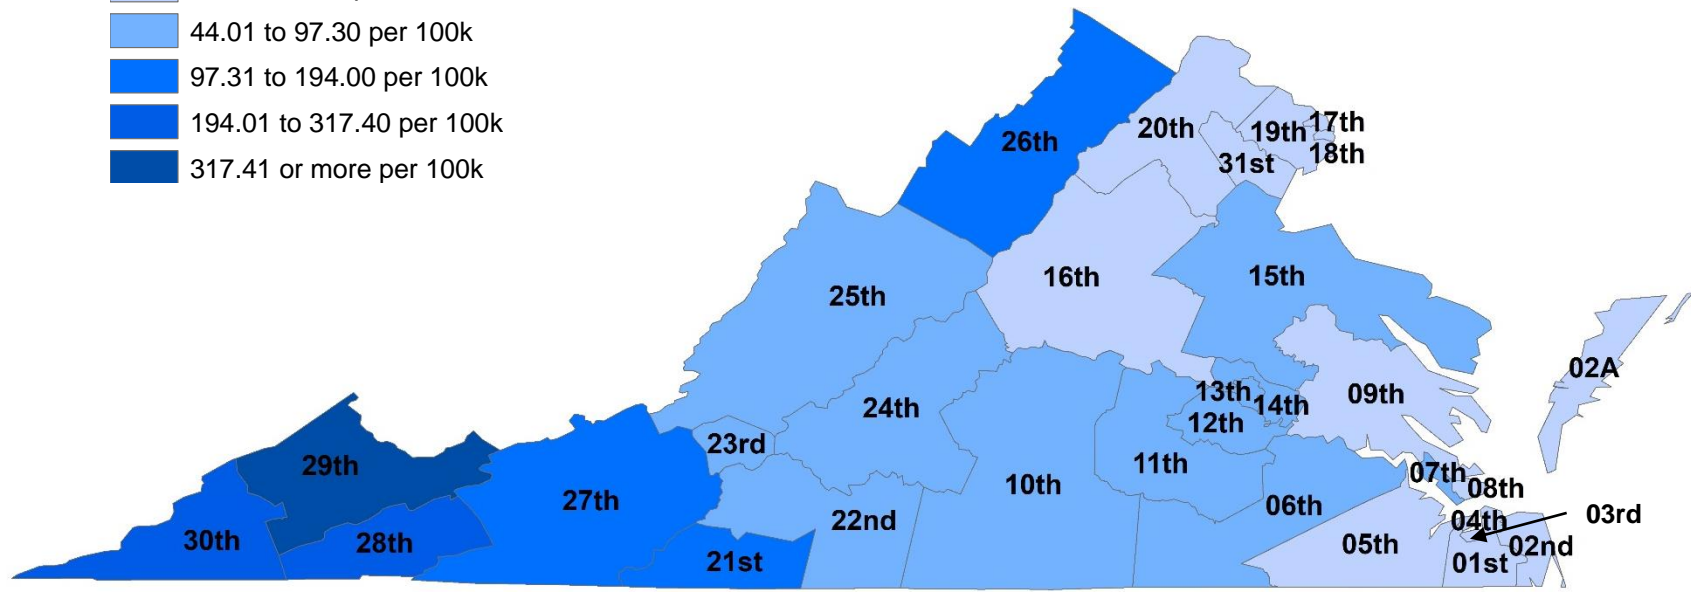 44.01 to 97.30 per 100k
97.31 to 194.00 per 100k
194.01 to 317.40 per 100k
317.41 or more per 100k
26th
20th
19th
17th
18th
31st
16th
15th
25th
02A
24th
13th
14th
09th
12th
23rd
29th
11th
07th
08th
10th
27th
06th
22nd
04th
03rd
30th
28th
05th
02nd
21st
01st